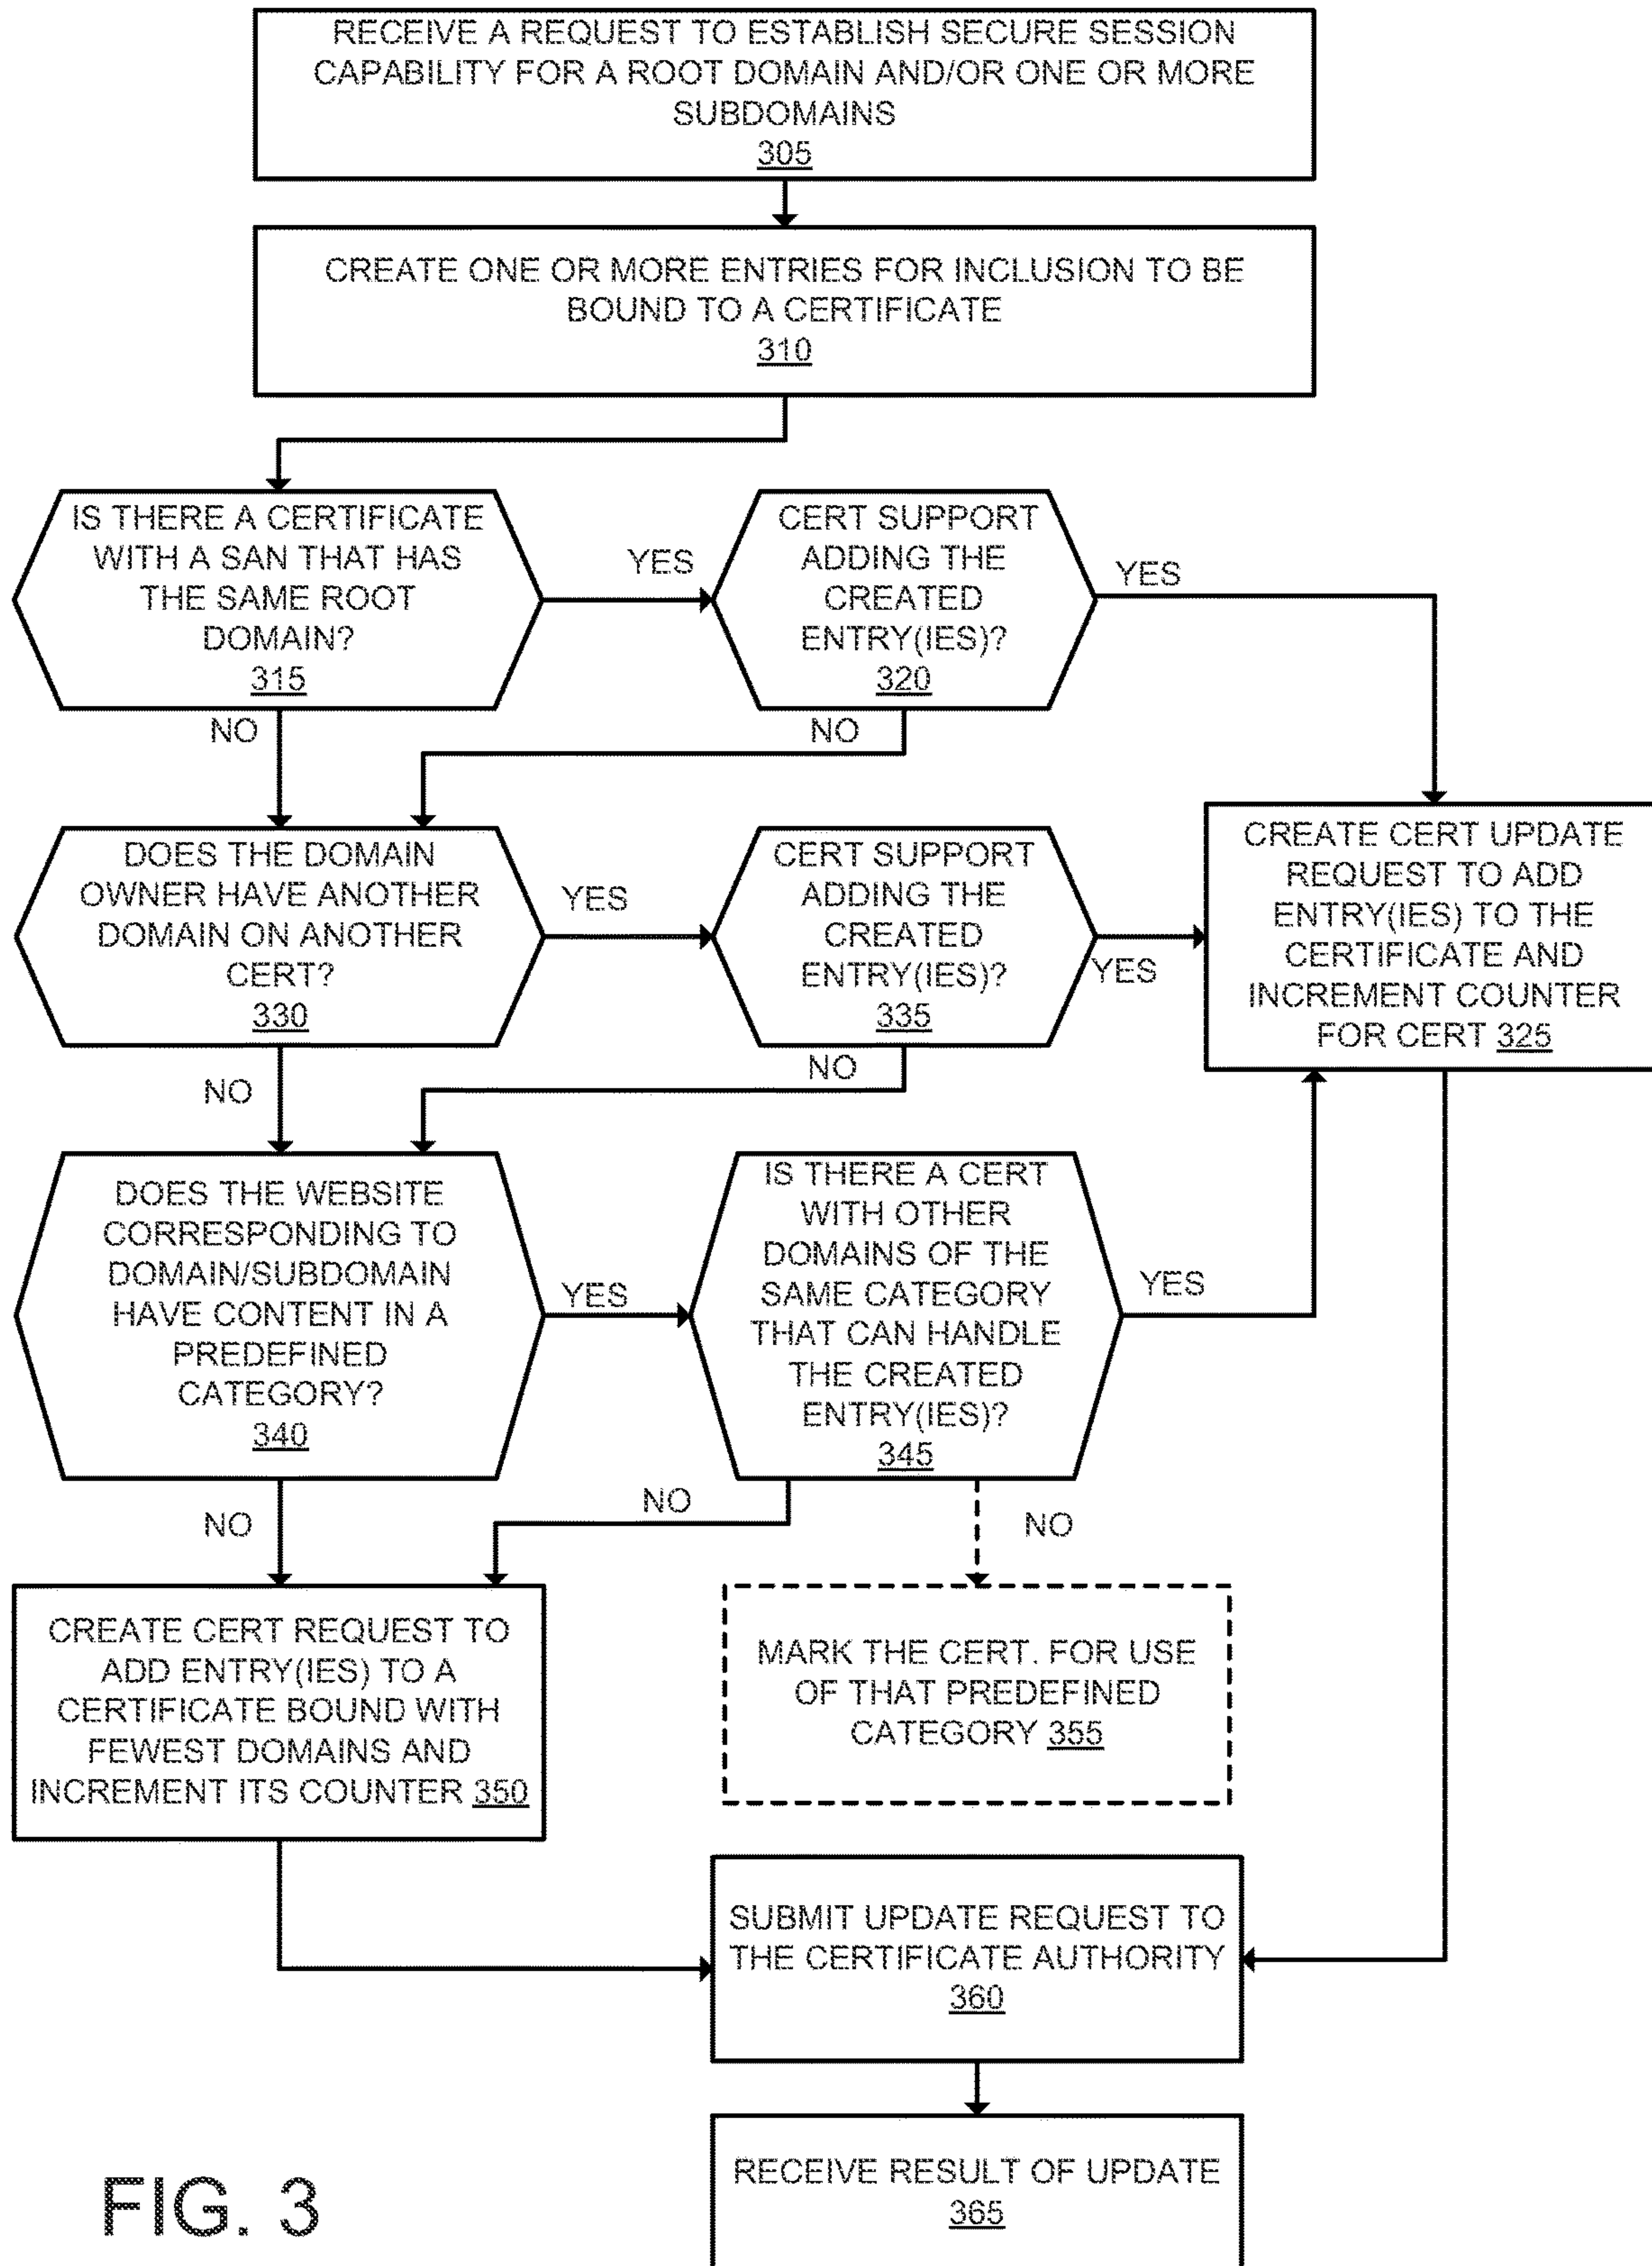 RECEIVE A REQUEST TO ESTABLISH SECURE SESSION
CAPABILITY FOR A ROOT DOMAIN AND/OR ONE OR MORE
SUBDOMAINS
305
CREATE ONE OR MORE ENTRIES FOR INCLUSION TO BE
BOUND TO A CERTIFICATE
310
IS THERE A CERTIFICATE
WITH A SAN THAT HAS
THE SAME ROOT
DOMAIN?
315
YES
NO
CERT SUPPORT
ADDING THE
CREATED
ENTRY(IES)?
320
YES
NO
DOES THE DOMAIN
OWNER HAVE ANOTHER
DOMAIN ON ANOTHER
CERT?
330
YES
NO
CERT SUPPORT
ADDING THE
CREATED
ENTRY(IES)?
335
YES
NO
CREATE CERT UPDATE
REQUEST TO ADD
ENTRY(IES) TO THE
CERTIFICATE AND
INCREMENT COUNTER
FOR CERT 325
DOES THE WEBSITE
CORRESPONDING TO
DOMAIN/SUBDOMAIN
HAVE CONTENT IN A
PREDEFINED
CATEGORY?
340
YES
NO
IS THERE A CERT
WITH OTHER
DOMAINS OF THE
SAME CATEGORY
THAT CAN HANDLE
THE CREATED
ENTRY(IES)?
345
YES
NO
NO
CREATE CERT REQUEST TO
ADD ENTRY(IES) TO A
CERTIFICATE BOUND WITH
FEWEST DOMAINS AND
INCREMENT ITS COUNTER 350
MARK THE CERT. FOR USE
OF THAT PREDEFINED
CATEGORY 355
SUBMIT UPDATE REQUEST TO
THE CERTIFICATE AUTHORITY
360
RECEIVE RESULT OF UPDATE
365
FIG. 3